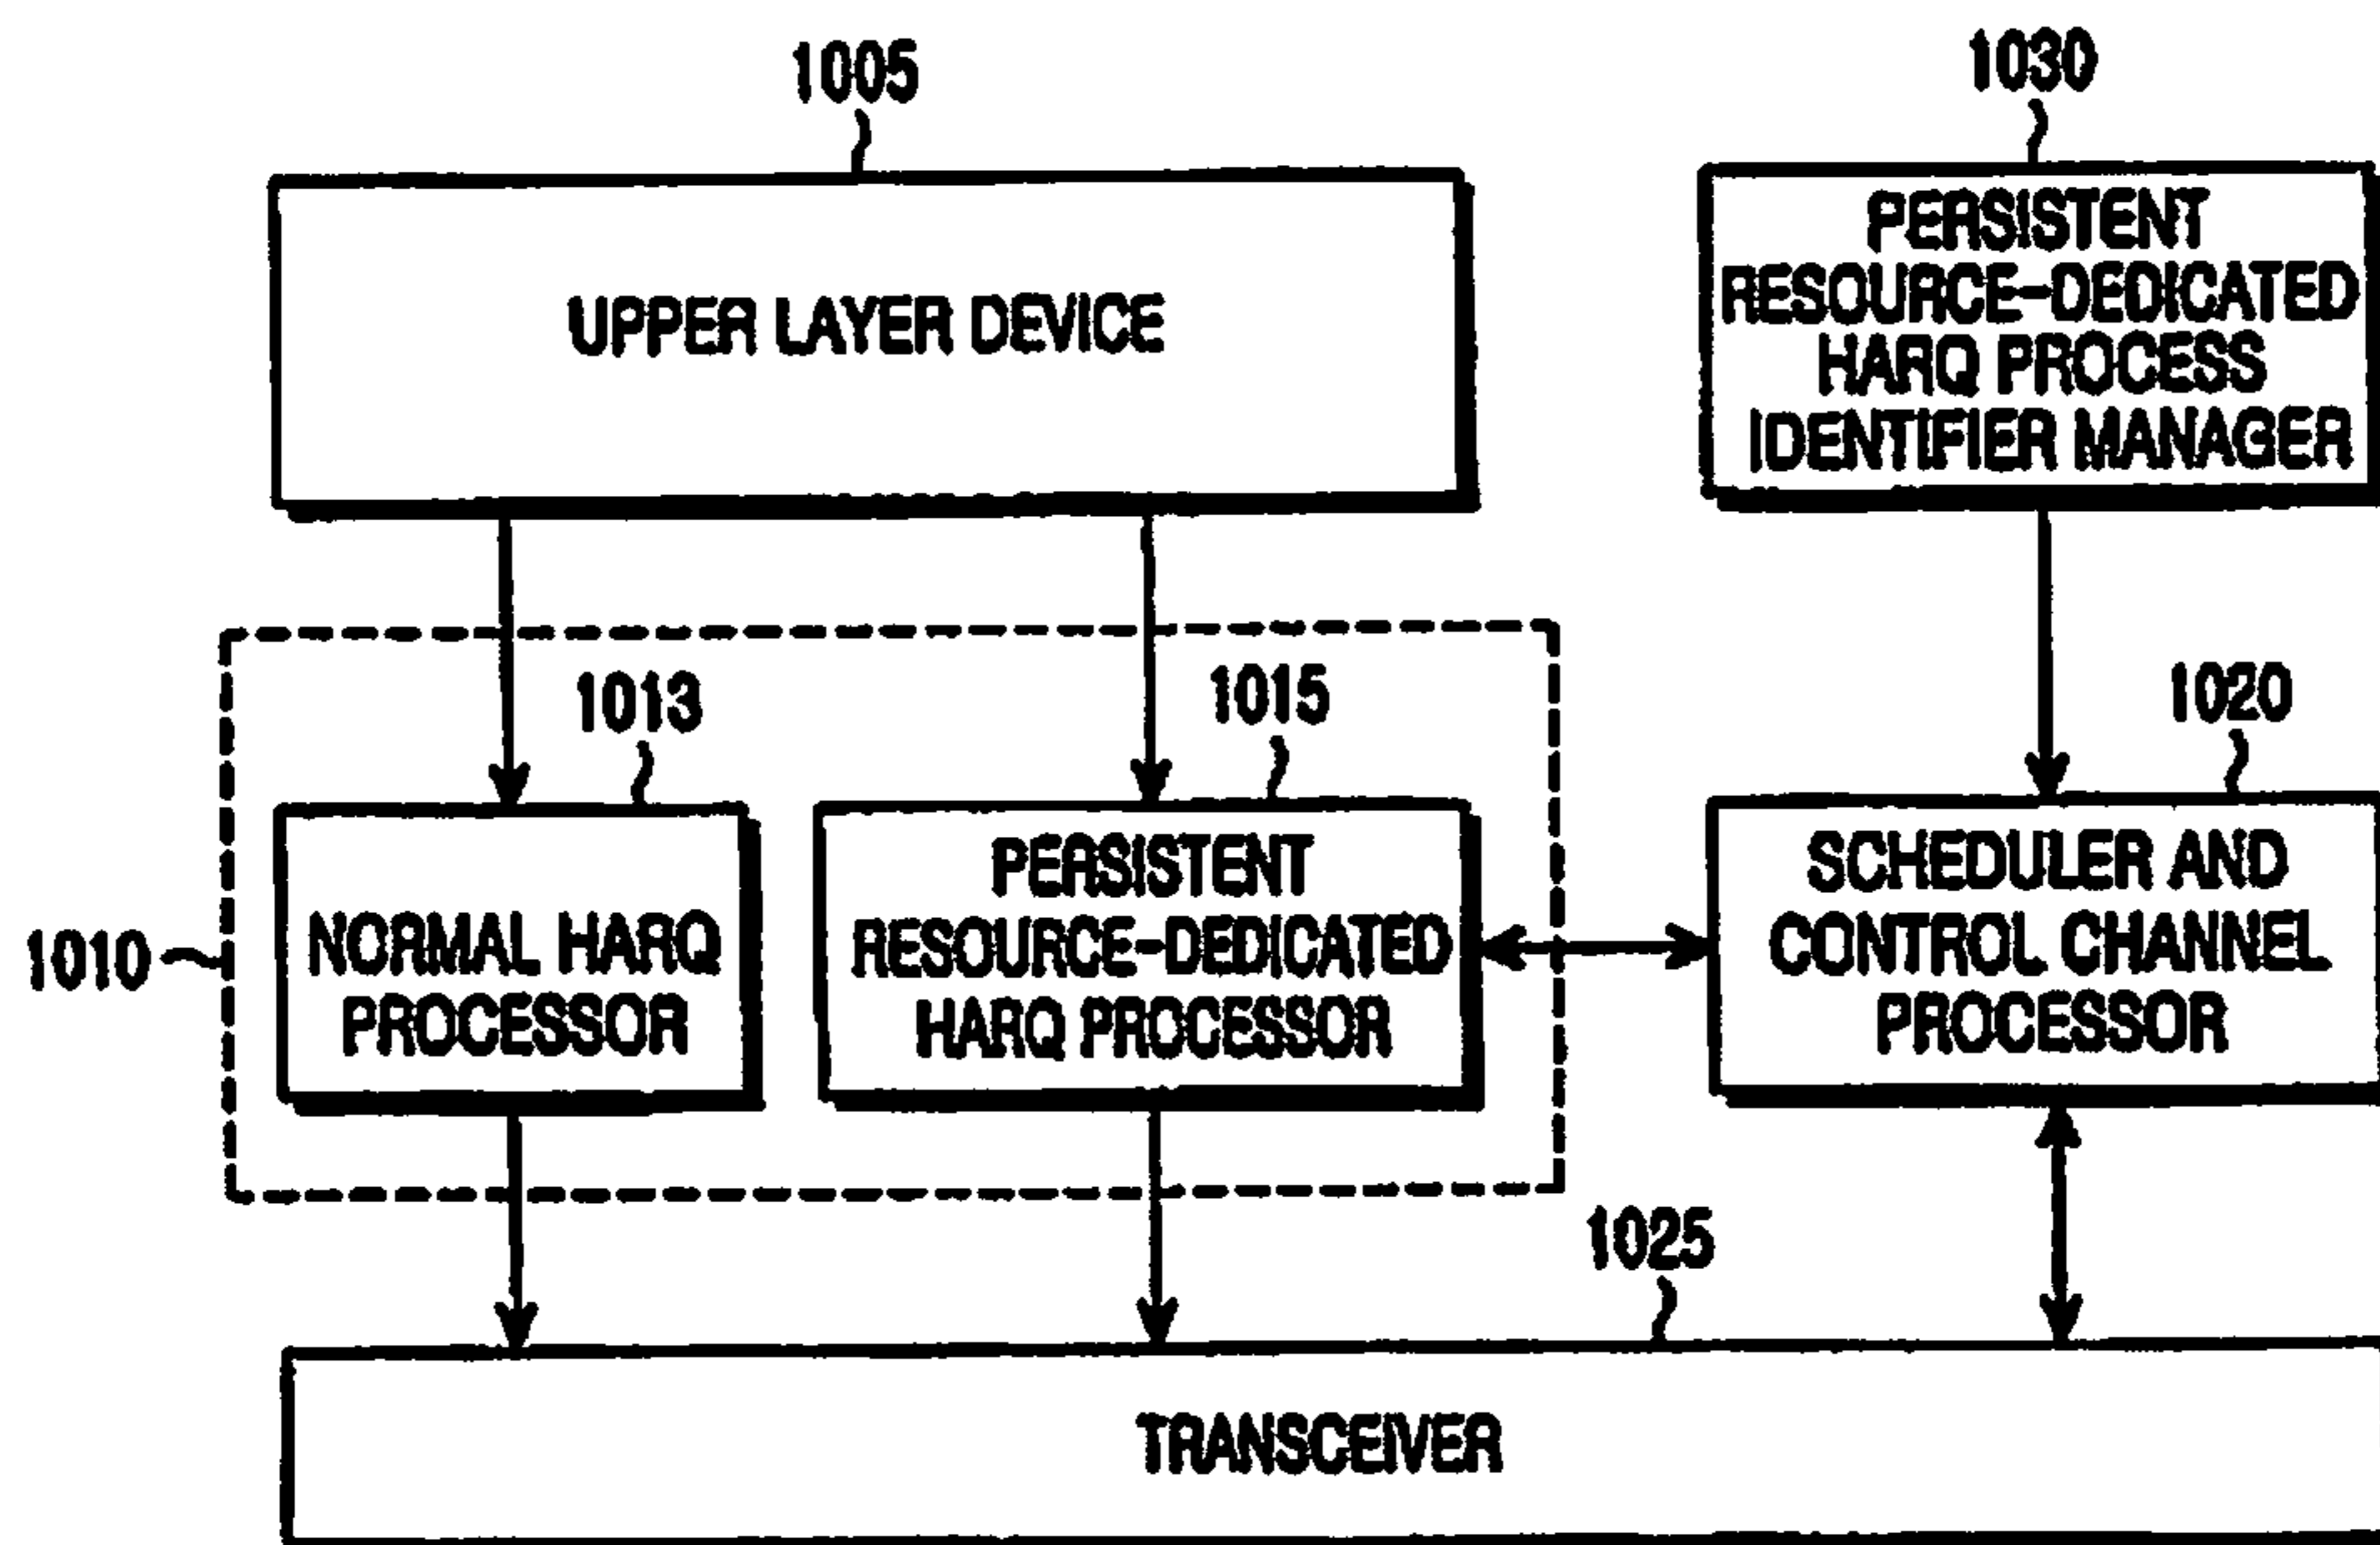 1005
1030
UPPER LAYER DEVICE
PERSISTENT
RESOURCE-DEDICATED
HARQ PROCESS
IDENTIFIER MANAGER
1013
1015
1020
1010
NORMAL HARQ
PROCESSOR
PERSISTENT
RESOURCE-DEDICATED
HARQ PROCESSOR
SCHEDULER AND
CONTROL CHANNEL
PROCESSOR
1025
TRANSCEIVER